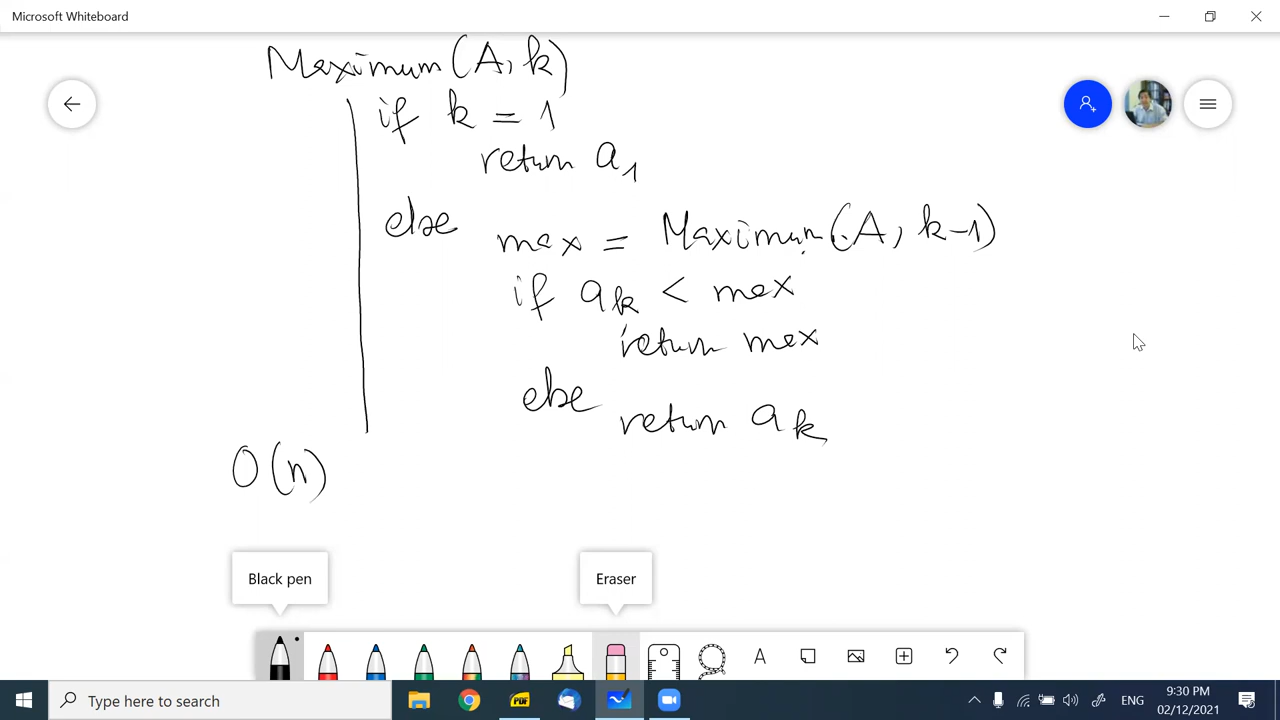 Microsoft Whiteboard
Maximum(A, k)
if k = 1
return a1
else max = Maximum(A, k-1)
if ak < max
return max
else return ak
O(n)
Black pen
Eraser
A
Type here to search
PDF
ENG
9:30 PM
02/12/2021